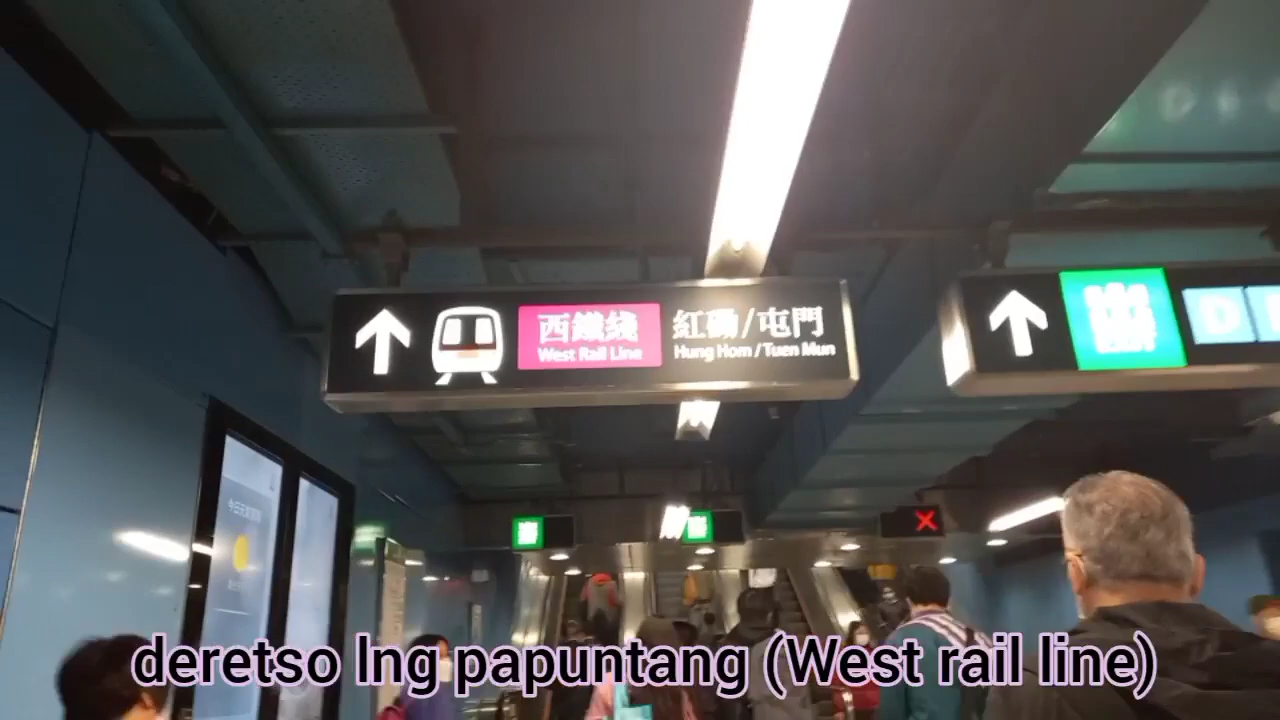 西鐵綫
West Rail Line
紅磡/屯門
Hung Hom / Tuen Mun
D
deretso lng papuntang (West rail line)